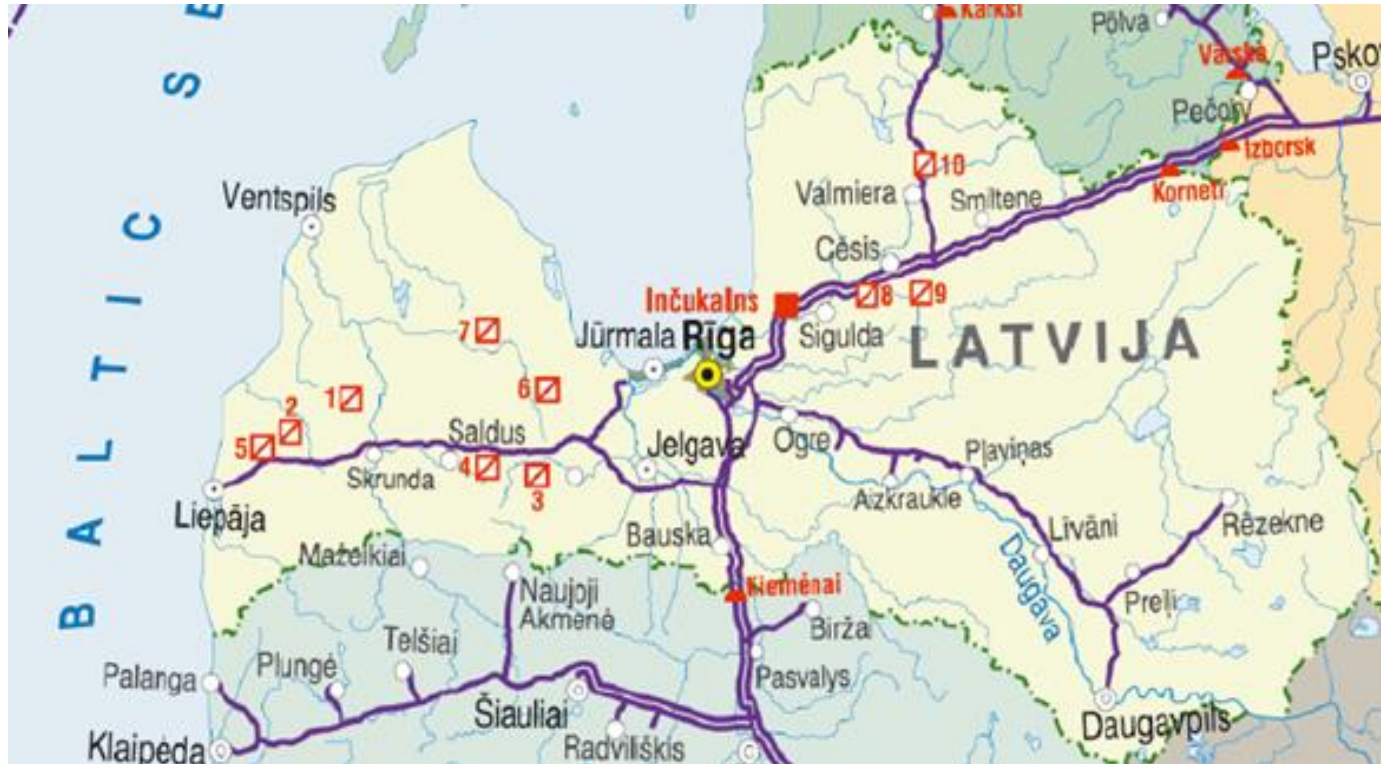 BALTIC SE
Karksi
Põlva
Värska
Pskov
Pečory
Izborsk
10
Korneti
Valmiera
Smiltene
Ventspils
Cēsis
Inčukalns
8
9
7
Jūrmala
Rīga
Sigulda
LATVIJA
1
6
2
5
Saldus
Jelgava
Ogre
Pļaviņas
Skrunda
4
3
Aizkraukle
Liepāja
Bauska
Līvāni
Rēzekne
Mažeikiai
Daugava
Naujoji
Akmenė
Kiemėnai
Preļi
Biržai
Telšiai
Plungė
Palanga
Pasvalys
Šiauliai
Daugavpils
Klaipėda
Radviliškis